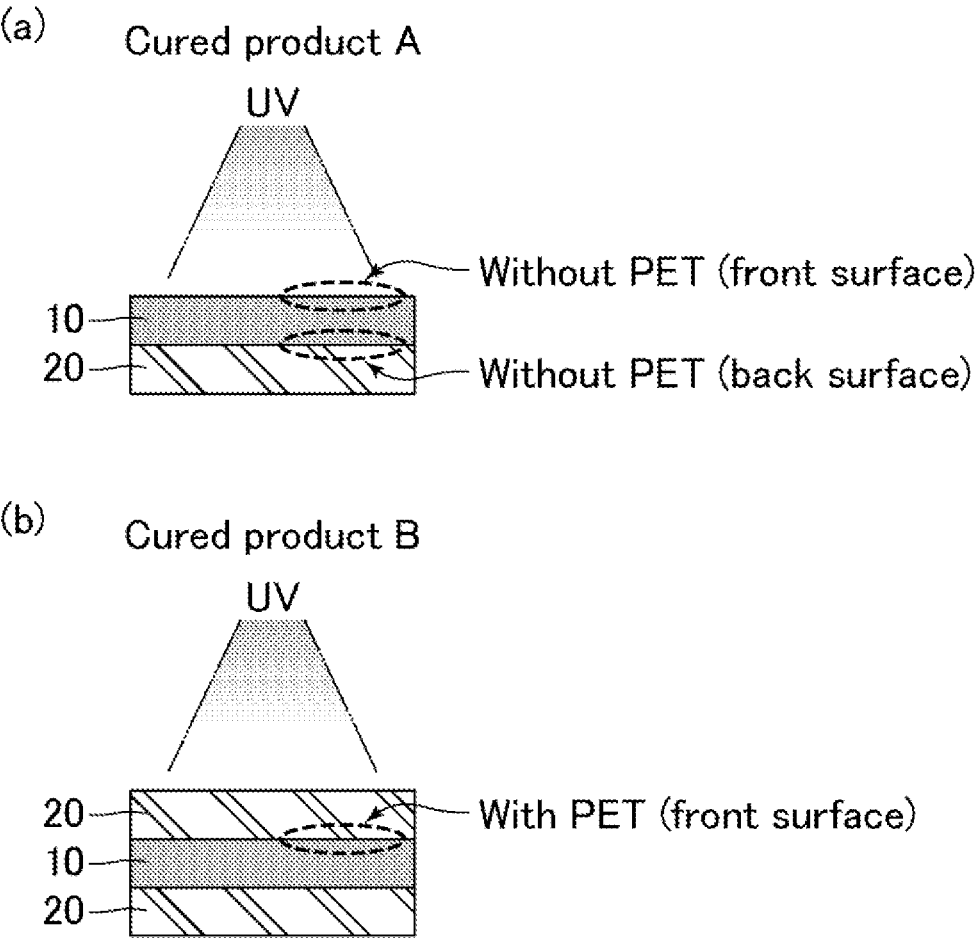 (a)
Cured product A
UV
Without PET (front surface)
10
20
Without PET (back surface)
(b)
Cured product B
UV
20
With PET (front surface)
10
20